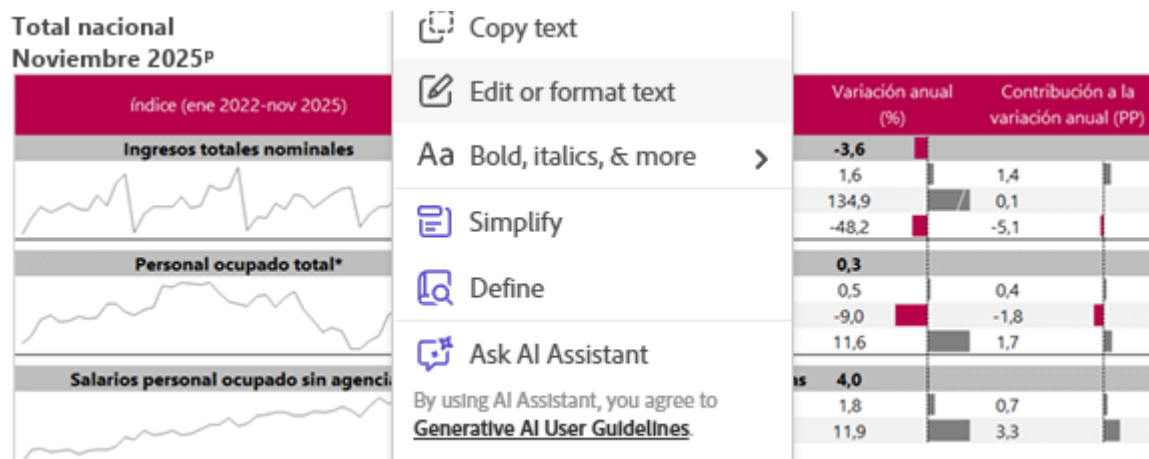 Total nacional
Noviembre 2025ᵖ
índice (ene 2022-nov 2025)
Variación anual
(%)
Contribución a la
variación anual (PP)
Ingresos totales nominales
-3,6
1,6 1,4
134,9 0,1
-48,2 -5,1
Personal ocupado total*
0,3
0,5 0,4
-9,0 -1,8
11,6 1,7
Salarios personal ocupado sin
4,0
1,8 0,7
11,9 3,3
Copy text
Edit or format text
Aa Bold, italics, & more
Simplify
Define
Ask AI Assistant
By using AI Assistant, you agree to
Generative AI User Guidelines.